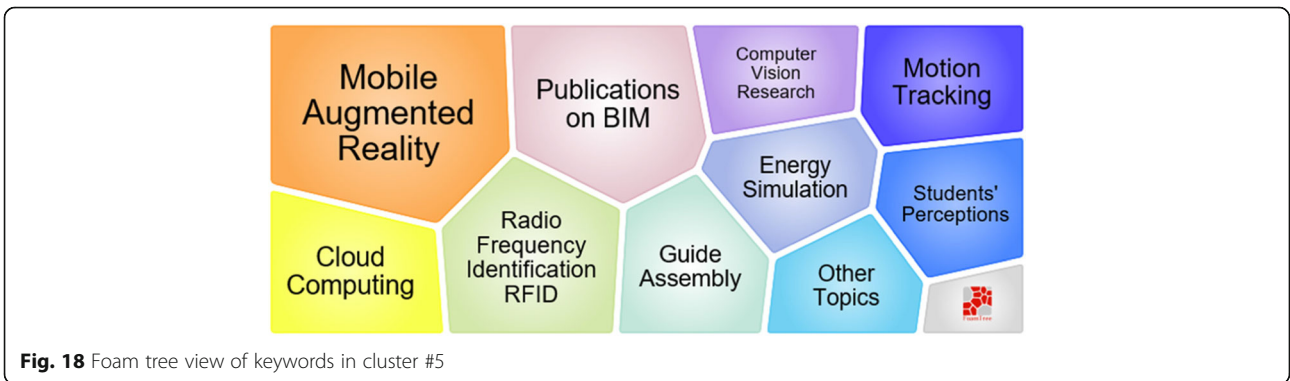 Mobile
Augmented
Reality
Publications
on BIM
Computer
Vision
Research
Motion
Tracking
Energy
Simulation
Students'
Perceptions
Cloud
Computing
Radio
Frequency
Identification
RFID
Guide
Assembly
Other
Topics
FoamTree
Fig. 18 Foam tree view of keywords in cluster #5